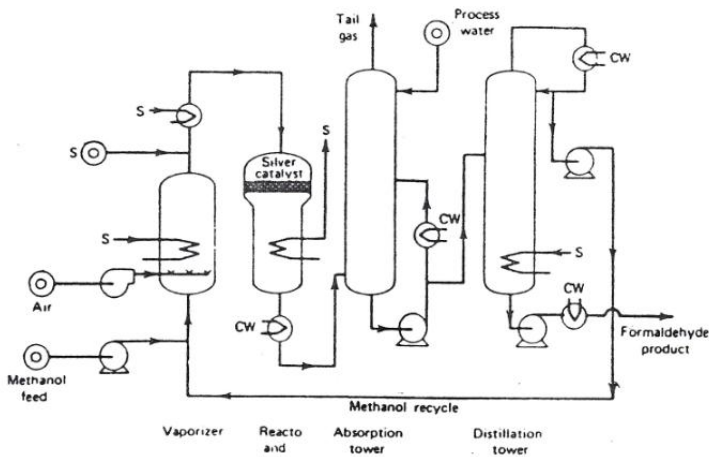 Tail
gas
Process
water
CW
S
S
S
Silver
catalyst
S
CW
S
Air
CW
CW
S
Formaldehyde
product
Methanol
feed
Methanol recycle
Vaporizer
Reacto
and
Absorption
tower
Distillation
tower